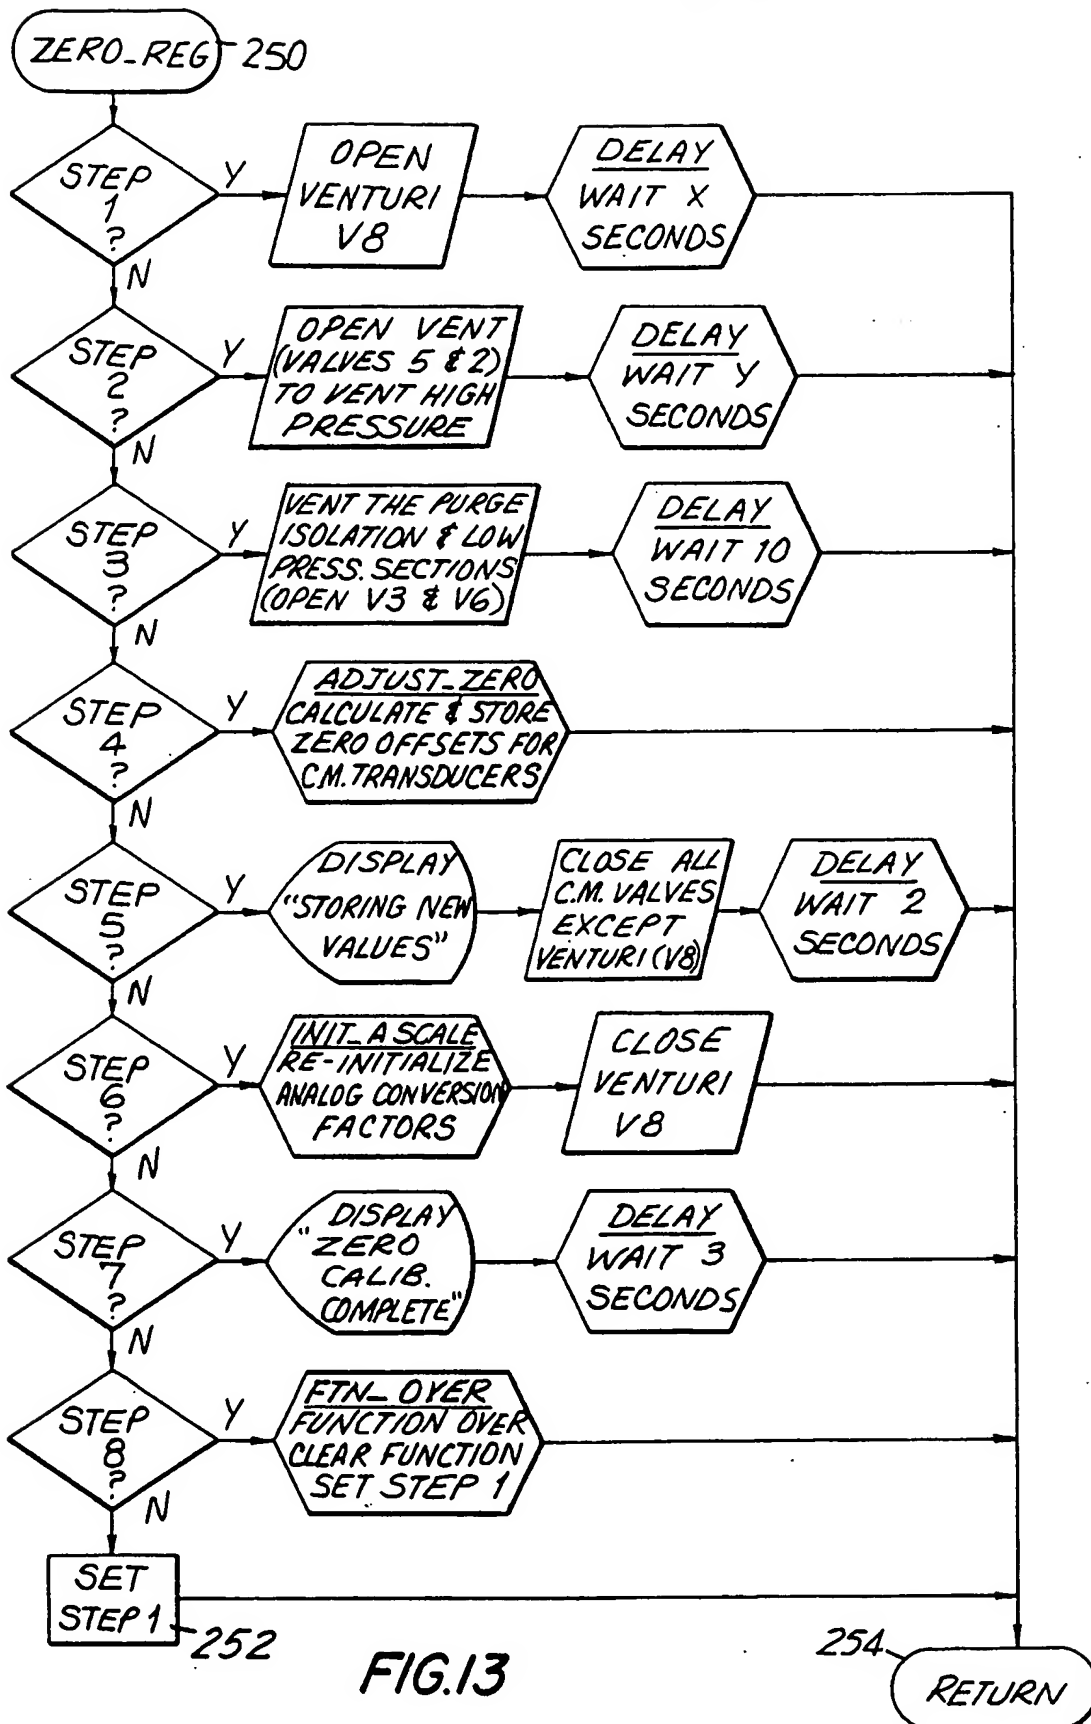 ZERO_REG 250
STEP
1
?
Y
N
OPEN
VENTURI
V8
DELAY
WAIT X
SECONDS
STEP
2
?
Y
N
OPEN VENT
(VALVES 5 & 2)
TO VENT HIGH
PRESSURE
DELAY
WAIT Y
SECONDS
STEP
3
?
Y
N
VENT THE PURGE
ISOLATION & LOW
PRESS. SECTIONS
(OPEN V3 & V6)
DELAY
WAIT 10
SECONDS
STEP
4
?
Y
N
ADJUST_ZERO
CALCULATE & STORE
ZERO OFFSETS FOR
C.M. TRANSDUCERS
STEP
5
?
Y
N
DISPLAY
"STORING NEW
VALUES"
CLOSE ALL
C.M. VALVES
EXCEPT
VENTURI (V8)
DELAY
WAIT 2
SECONDS
STEP
6
?
Y
N
INIT_A SCALE
RE-INITIALIZE
ANALOG CONVERSION
FACTORS
CLOSE
VENTURI
V8
STEP
7
?
Y
N
DISPLAY
"ZERO
CALIB.
COMPLETE"
DELAY
WAIT 3
SECONDS
STEP
8
?
Y
N
FTN_OVER
FUNCTION OVER
CLEAR FUNCTION
SET STEP 1
SET
STEP 1
252
FIG.13
254
RETURN